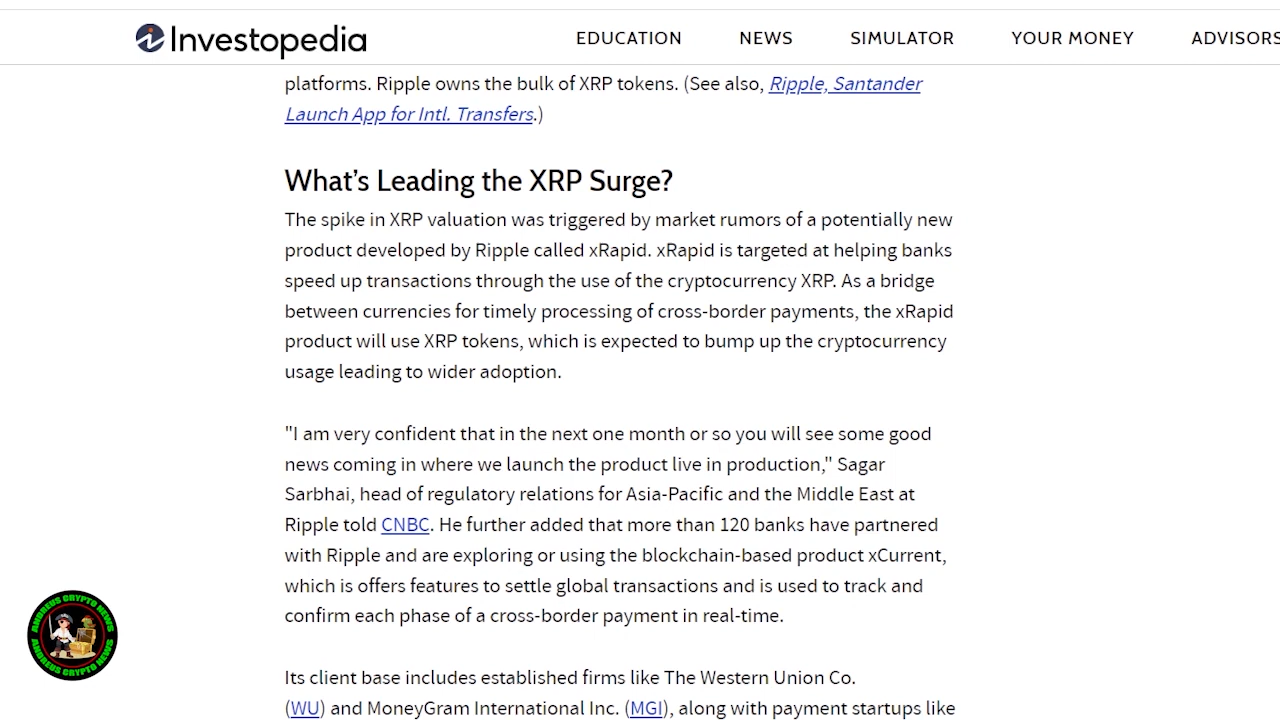 Investopedia EDUCATION NEWS SIMULATOR YOUR MONEY ADVISORS
platforms. Ripple owns the bulk of XRP tokens. (See also, Ripple, Santander
Launch App for Intl. Transfers.)
What's Leading the XRP Surge?
The spike in XRP valuation was triggered by market rumors of a potentially new
product developed by Ripple called xRapid. xRapid is targeted at helping banks
speed up transactions through the use of the cryptocurrency XRP. As a bridge
between currencies for timely processing of cross-border payments, the xRapid
product will use XRP tokens, which is expected to bump up the cryptocurrency
usage leading to wider adoption.
"I am very confident that in the next one month or so you will see some good
news coming in where we launch the product live in production," Sagar
Sarbhai, head of regulatory relations for Asia-Pacific and the Middle East at
Ripple told CNBC. He further added that more than 120 banks have partnered
with Ripple and are exploring or using the blockchain-based product xCurrent,
which is offers features to settle global transactions and is used to track and
confirm each phase of a cross-border payment in real-time.
Its client base includes established firms like The Western Union Co.
(WU) and MoneyGram International Inc. (MGI), along with payment startups like
ANDREUS CRYPTO NEWS
ANDREUS CRYPTO NEWS